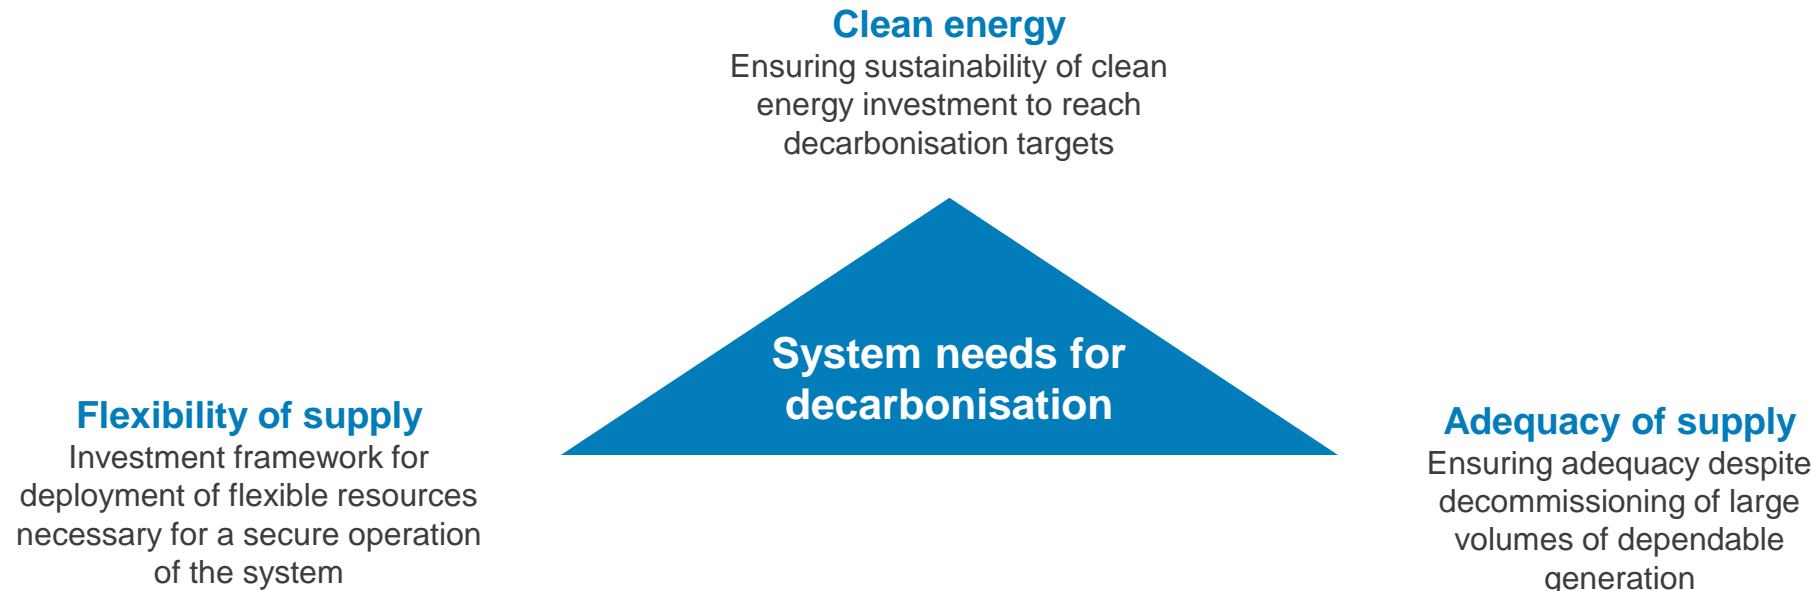 Clean energy
Ensuring sustainability of clean
energy investment to reach
decarbonisation targets
System needs for
decarbonisation
Flexibility of supply
Investment framework for
deployment of flexible resources
necessary for a secure operation
of the system
Adequacy of supply
Ensuring adequacy despite
decommissioning of large
volumes of dependable
generation